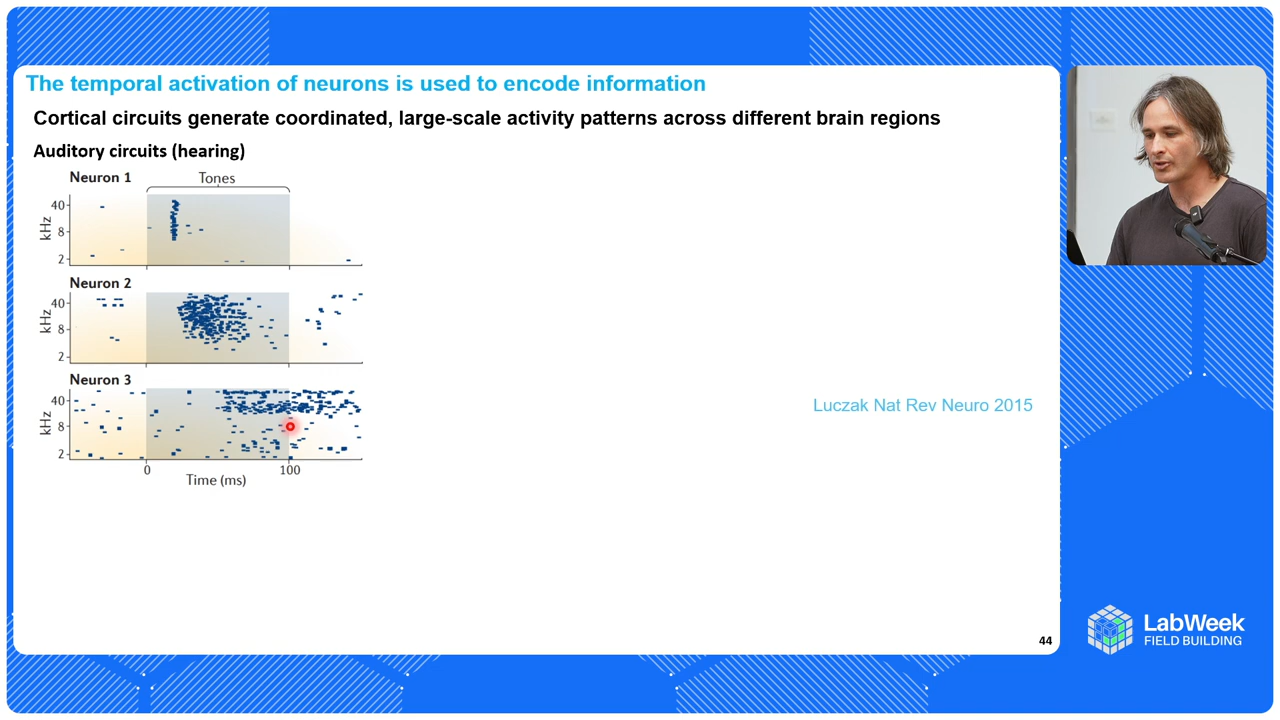 The temporal activation of neurons is used to encode information
Cortical circuits generate coordinated, large-scale activity patterns across different brain regions
Auditory circuits (hearing)
Neuron 1
Tones
40
8
2
kHz
Neuron 2
40
8
2
kHz
Neuron 3
40
8
2
kHz
0
100
Time (ms)
Luczak Nat Rev Neuro 2015
44
LabWeek
FIELD BUILDING